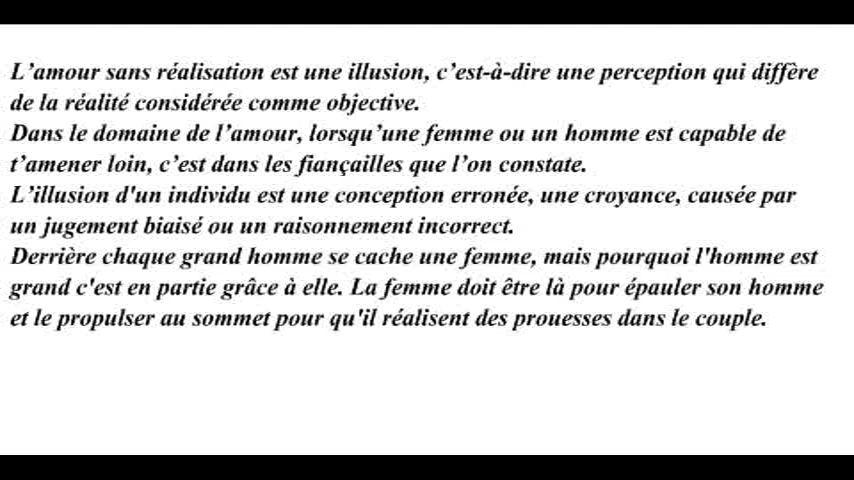 L’amour sans réalisation est une illusion, c’est-à-dire une perception qui diffère
de la réalité considérée comme objective.
Dans le domaine de l’amour, lorsqu’une femme ou un homme est capable de
t’amener loin, c’est dans les fiançailles que l’on constate.
L’illusion d'un individu est une conception erronée, une croyance, causée par
un jugement biaisé ou un raisonnement incorrect.
Derrière chaque grand homme se cache une femme, mais pourquoi l'homme est
grand c'est en partie grâce à elle. La femme doit être là pour épauler son homme
et le propulser au sommet pour qu'il réalisent des prouesses dans le couple.